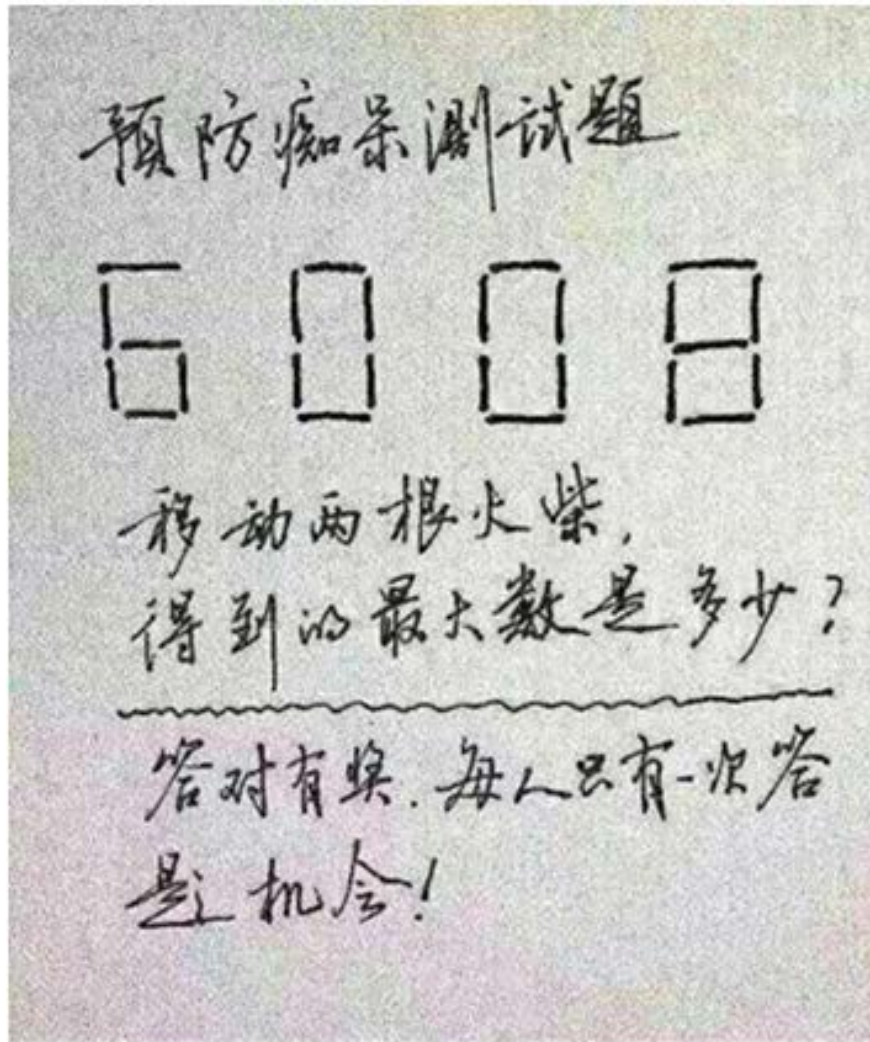 预防痴呆测试题
6008
移动两根火柴,
得到的最大数是多少?
答对有奖.每人只有一次答
题机会!